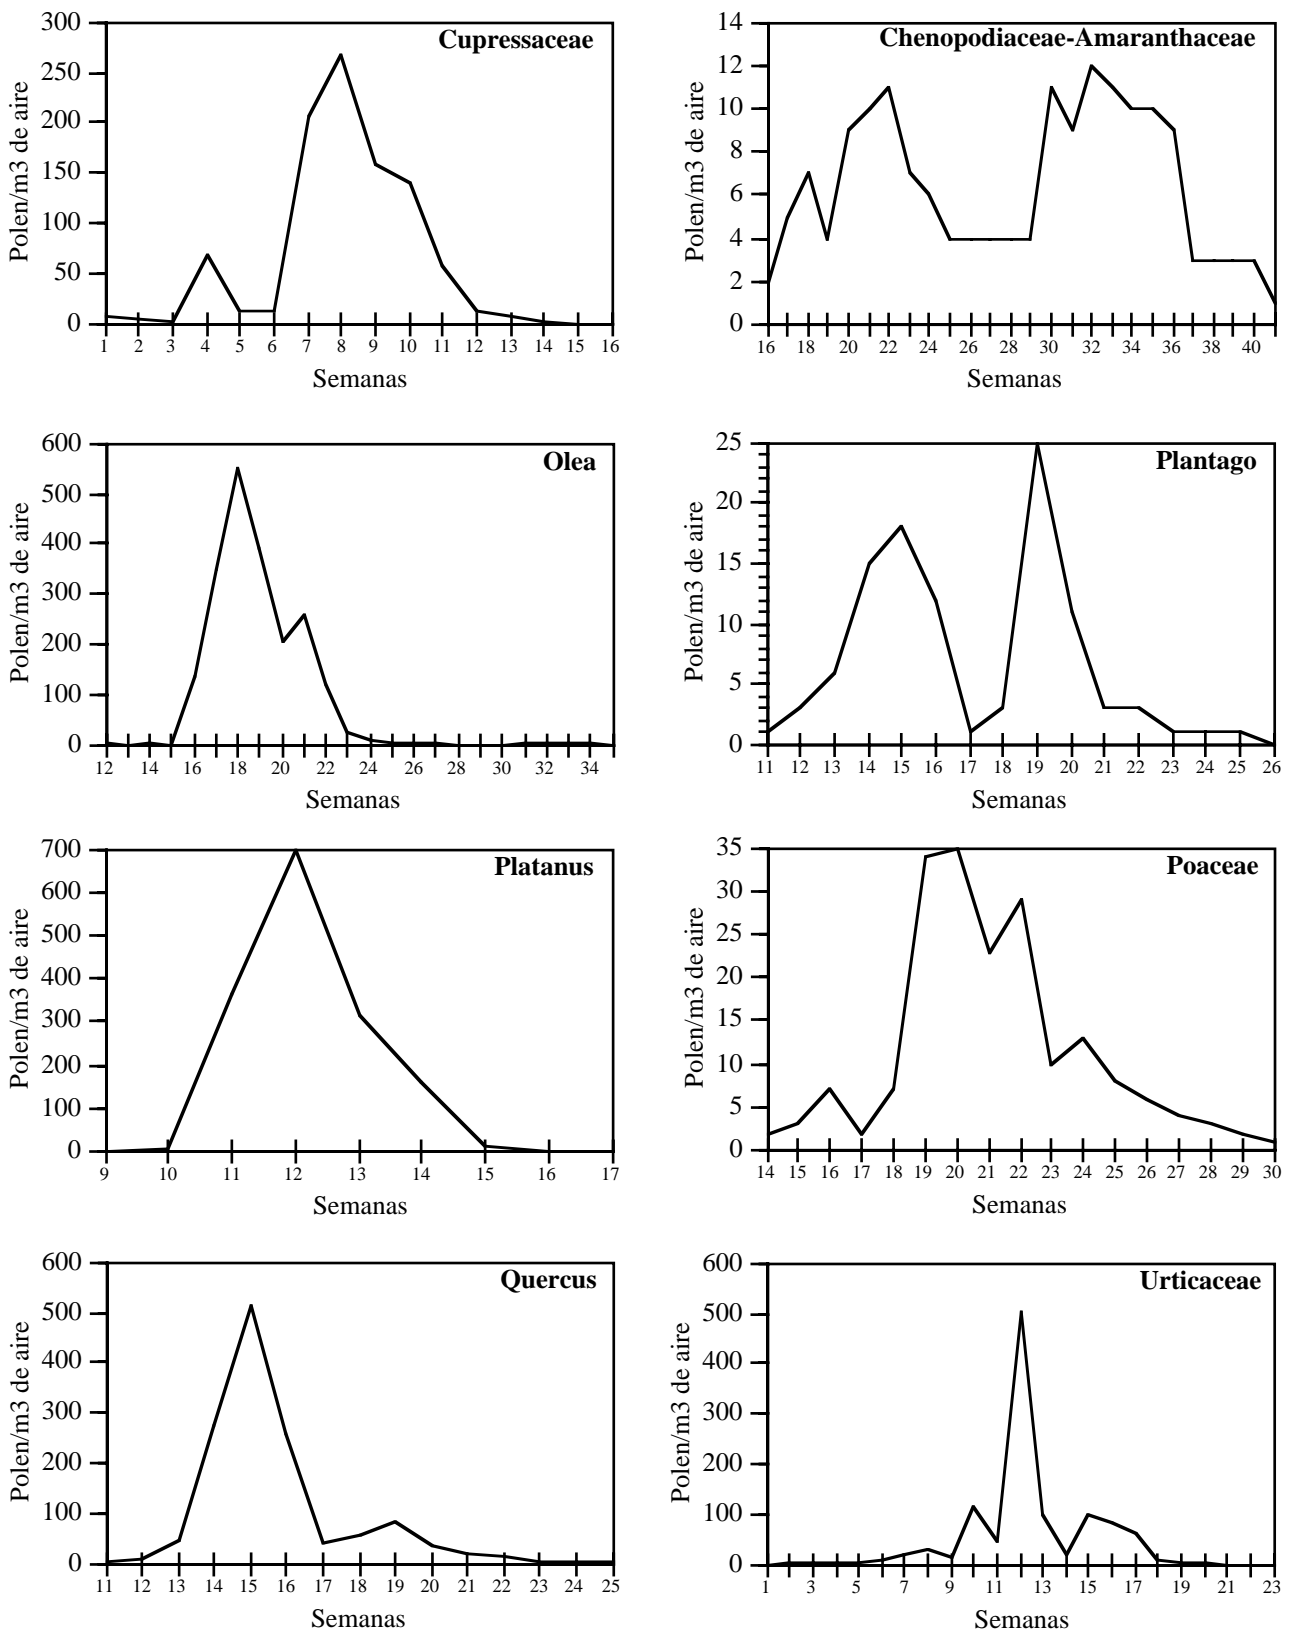 Cupressaceae
Polen/m3 de aire
300
250
200
150
100
50
0
1 2 3 4 5 6 7 8 9 10 11 12 13 14 15 16
Semanas
Chenopodiaceae-Amaranthaceae
Polen/m3 de aire
14
12
10
8
6
4
2
0
16 18 20 22 24 26 28 30 32 34 36 38 40
Semanas
Olea
Polen/m3 de aire
600
500
400
300
200
100
0
12 14 16 18 20 22 24 26 28 30 32 34
Semanas
Plantago
Polen/m3 de aire
25
20
15
10
5
0
11 12 13 14 15 16 17 18 19 20 21 22 23 24 25 26
Semanas
Platanus
Polen/m3 de aire
700
600
500
400
300
200
100
0
9 10 11 12 13 14 15 16 17
Semanas
Poaceae
Polen/m3 de aire
35
30
25
20
15
10
5
0
14 15 16 17 18 19 20 21 22 23 24 25 26 27 28 29 30
Semanas
Quercus
Polen/m3 de aire
600
500
400
300
200
100
0
11 12 13 14 15 16 17 18 19 20 21 22 23 24 25
Semanas
Urticaceae
Polen/m3 de aire
600
500
400
300
200
100
0
1 3 5 7 9 11 13 15 17 19 21 23
Semanas